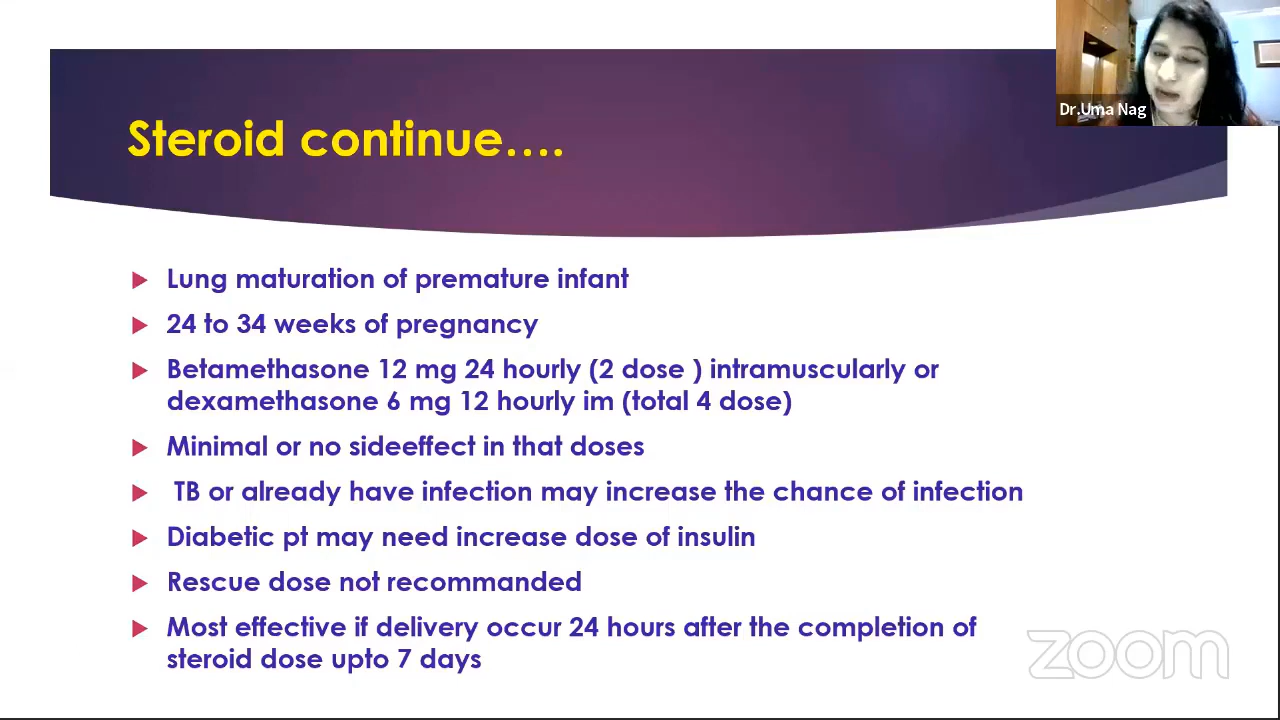 Dr.Uma Nag
Steroid continue....
Lung maturation of premature infant
24 to 34 weeks of pregnancy
Betamethasone 12 mg 24 hourly (2 dose ) intramuscularly or
dexamethasone 6 mg 12 hourly im (total 4 dose)
Minimal or no sideeffect in that doses
TB or already have infection may increase the chance of infection
Diabetic pt may need increase dose of insulin
Rescue dose not recommanded
Most effective if delivery occur 24 hours after the completion of
steroid dose upto 7 days
zoom